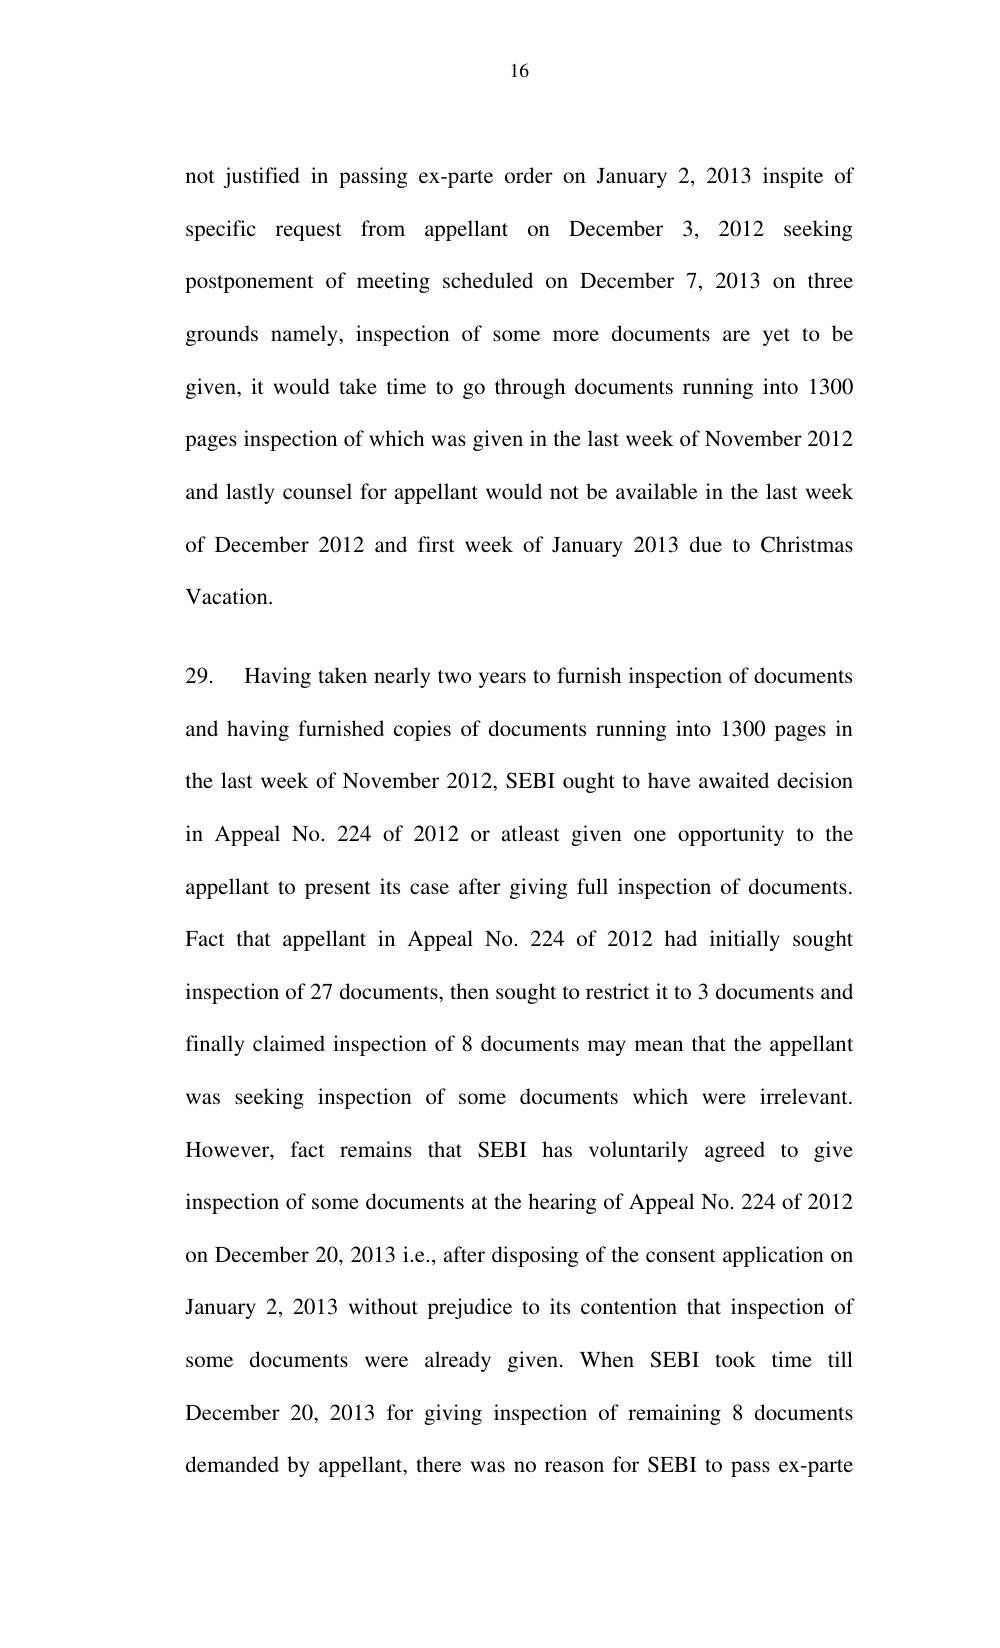 16
not justified in passing ex-parte order on January 2, 2013 inspite of
specific request from appellant on December 3, 2012 seeking
postponement of meeting scheduled on December 7, 2013 on three
grounds namely, inspection of some more documents are yet to be
given, it would take time to go through documents running into 1300
pages inspection of which was given in the last week of November 2012
and lastly counsel for appellant would not be available in the last week
of December 2012 and first week of January 2013 due to Christmas
Vacation.
29. Having taken nearly two years to furnish inspection of documents
and having furnished copies of documents running into 1300 pages in
the last week of November 2012, SEBI ought to have awaited decision
in Appeal No. 224 of 2012 or atleast given one opportunity to the
appellant to present its case after giving full inspection of documents.
Fact that appellant in Appeal No. 224 of 2012 had initially sought
inspection of 27 documents, then sought to restrict it to 3 documents and
finally claimed inspection of 8 documents may mean that the appellant
was seeking inspection of some documents which were irrelevant.
However, fact remains that SEBI has voluntarily agreed to give
inspection of some documents at the hearing of Appeal No. 224 of 2012
on December 20, 2013 i.e., after disposing of the consent application on
January 2, 2013 without prejudice to its contention that inspection of
some documents were already given. When SEBI took time till
December 20, 2013 for giving inspection of remaining 8 documents
demanded by appellant, there was no reason for SEBI to pass ex-parte